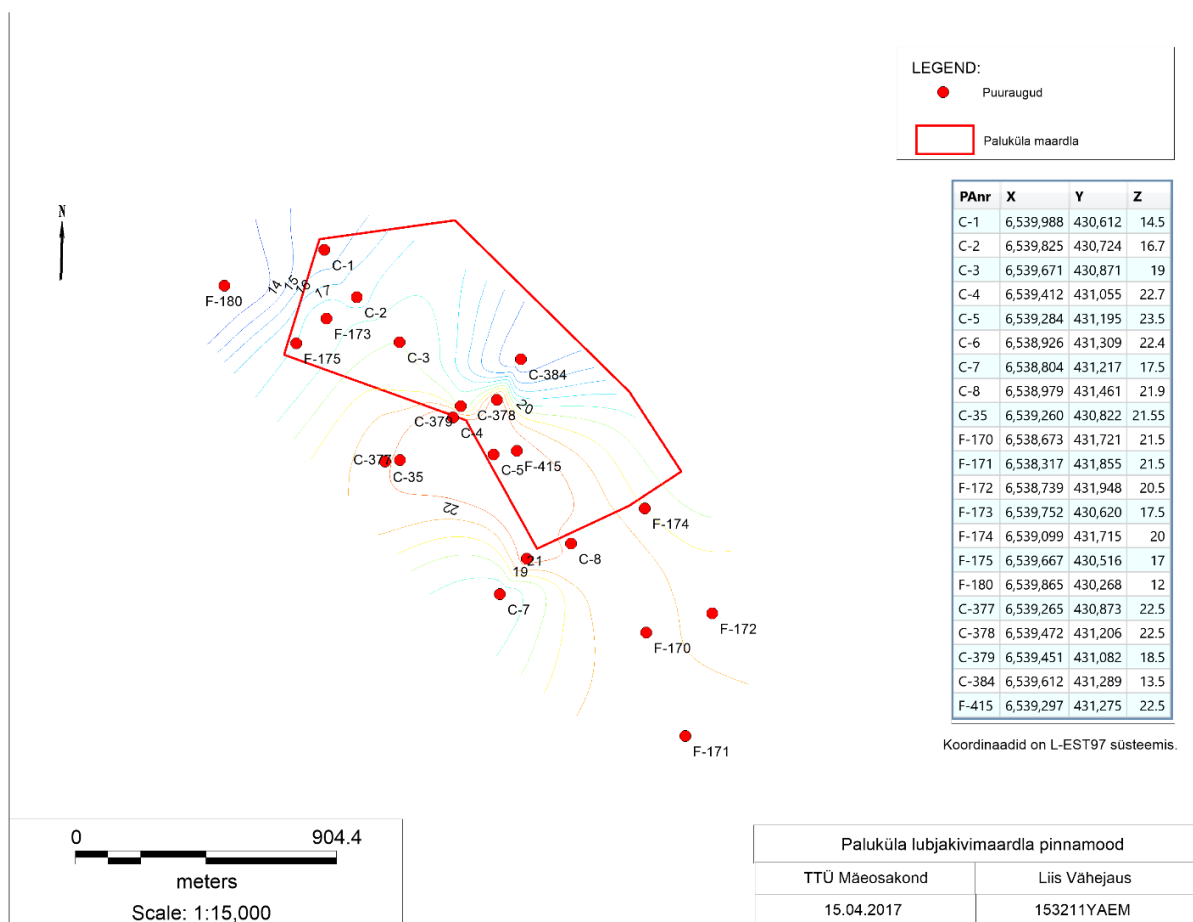 LEGEND:
Puuraugud
Paluküla maardla
N
PAnr X Y Z
C-1 6,539,988 430,612 14.5
C-2 6,539,825 430,724 16.7
C-3 6,539,671 430,871 19
C-4 6,539,412 431,055 22.7
C-5 6,539,284 431,195 23.5
C-6 6,538,926 431,309 22.4
C-7 6,538,804 431,217 17.5
C-8 6,538,979 431,461 21.9
C-35 6,539,260 430,822 21.55
F-170 6,538,673 431,721 21.5
F-171 6,538,317 431,855 21.5
F-172 6,538,739 431,948 20.5
F-173 6,539,752 430,620 17.5
F-174 6,539,099 431,715 20
F-175 6,539,667 430,516 17
F-180 6,539,865 430,268 12
C-377 6,539,265 430,873 22.5
C-378 6,539,472 431,206 22.5
C-379 6,539,451 431,082 18.5
C-384 6,539,612 431,289 13.5
F-415 6,539,297 431,275 22.5
Koordinaadid on L-EST97 süsteemis.
C-1
14
15
16
17
F-180
C-2
F-173
F-175
C-3
C-384
C-378
20
C-379
C-4
C-377
C-35
C-5
F-415
22
F-174
21
19
C-8
C-7
F-172
F-170
F-171
0 904.4
meters
Scale: 1:15,000
Paluküla lubjakivimaardla pinnamood
TTÜ Mäeosakond Liis Vähejaus
15.04.2017 153211YAEM